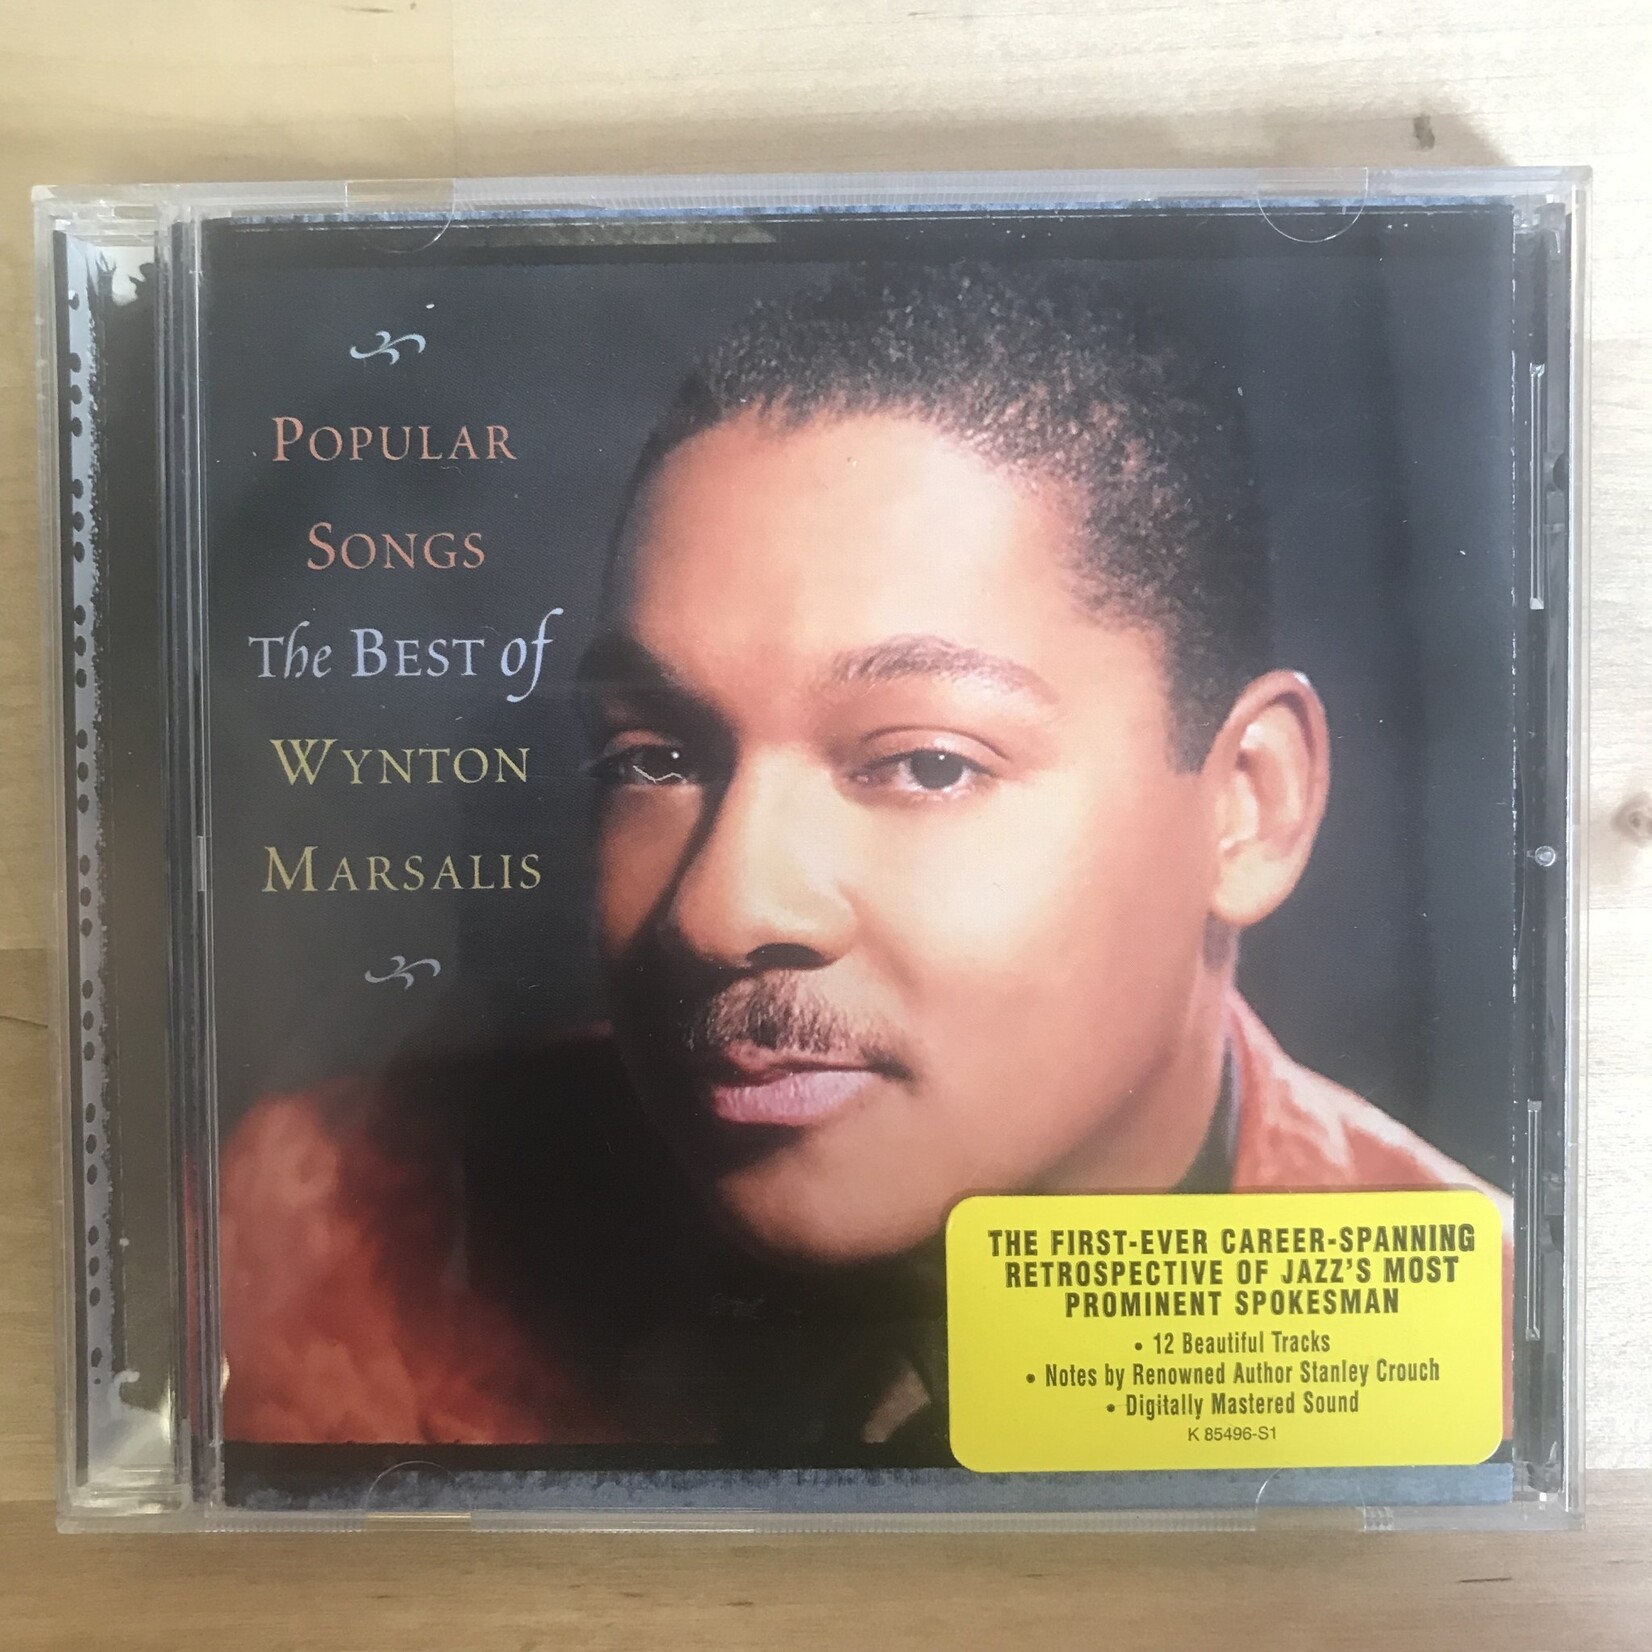 POPULAR
SONGS
The BEST of
WYNTON
MARSALIS
THE FIRST-EVER CAREER-SPANNING
RETROSPECTIVE OF JAZZ'S MOST
PROMINENT SPOKESMAN
• 12 Beautiful Tracks
• Notes by Renowned Author Stanley Crouch
• Digitally Mastered Sound
K 85496-S1